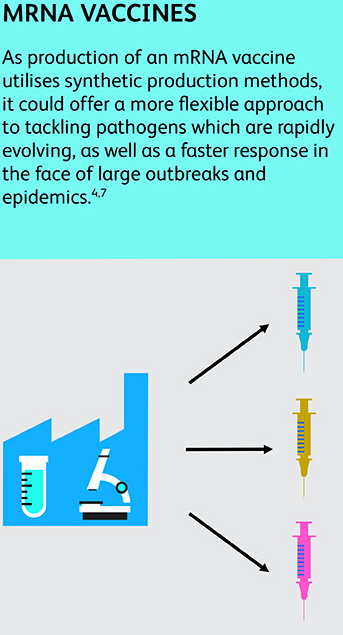 MRNA VACCINES
As production of an mRNA vaccine
utilises synthetic production methods,
it could offer a more flexible approach
to tackling pathogens which are rapidly
evolving, as well as a faster response in
the face of large outbreaks and
epidemics.⁴,⁷